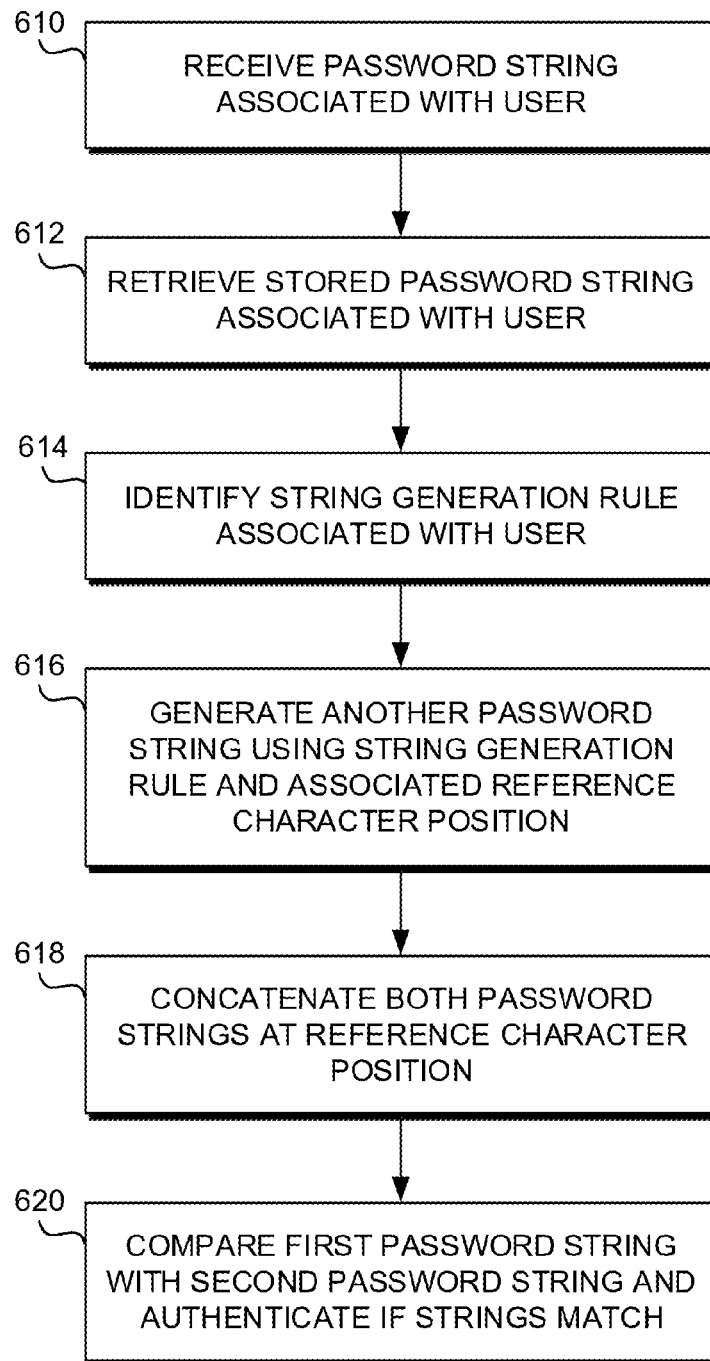 610
RECEIVE PASSWORD STRING
ASSOCIATED WITH USER
612
RETRIEVE STORED PASSWORD STRING
ASSOCIATED WITH USER
614
IDENTIFY STRING GENERATION RULE
ASSOCIATED WITH USER
616
GENERATE ANOTHER PASSWORD
STRING USING STRING GENERATION
RULE AND ASSOCIATED REFERENCE
CHARACTER POSITION
618
CONCATENATE BOTH PASSWORD
STRINGS AT REFERENCE CHARACTER
POSITION
620
COMPARE FIRST PASSWORD STRING
WITH SECOND PASSWORD STRING AND
AUTHENTICATE IF STRINGS MATCH